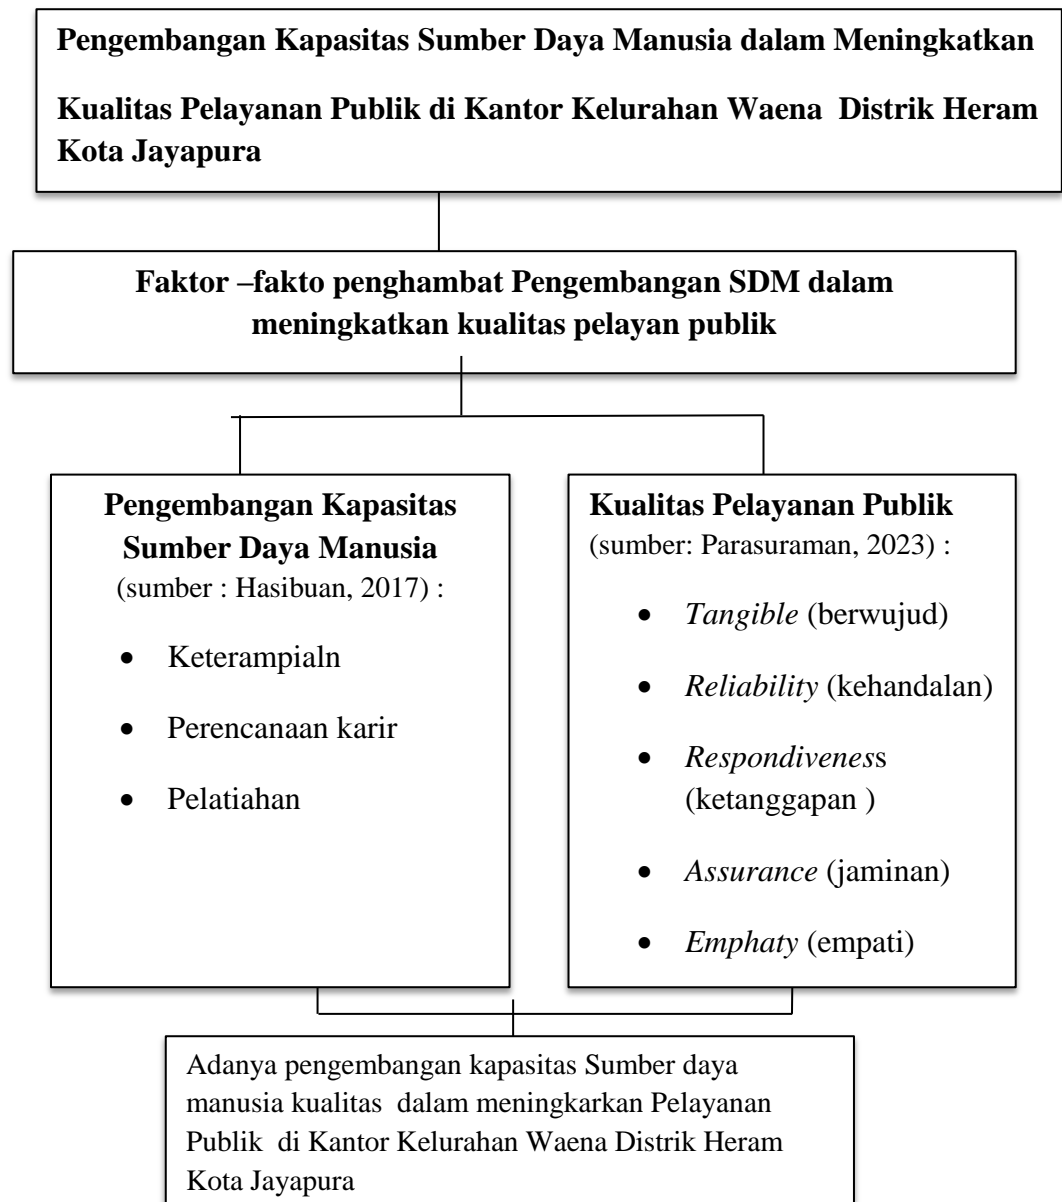 Pengembangan Kapasitas Sumber Daya Manusia dalam Meningkatkan
Kualitas Pelayanan Publik di Kantor Kelurahan Waena Distrik Heram
Kota Jayapura
Faktor –fakto penghambat Pengembangan SDM dalam
meningkatkan kualitas pelayan publik
Pengembangan Kapasitas
Sumber Daya Manusia
(sumber : Hasibuan, 2017) :
• Keterampialn
• Perencanaan karir
• Pelatiahan
Kualitas Pelayanan Publik
(sumber: Parasuraman, 2023) :
• Tangible (berwujud)
• Reliability (kehandalan)
• Respondiveness
(ketanggapan )
• Assurance (jaminan)
• Emphaty (empati)
Adanya pengembangan kapasitas Sumber daya
manusia kualitas dalam meningkarkan Pelayanan
Publik di Kantor Kelurahan Waena Distrik Heram
Kota Jayapura